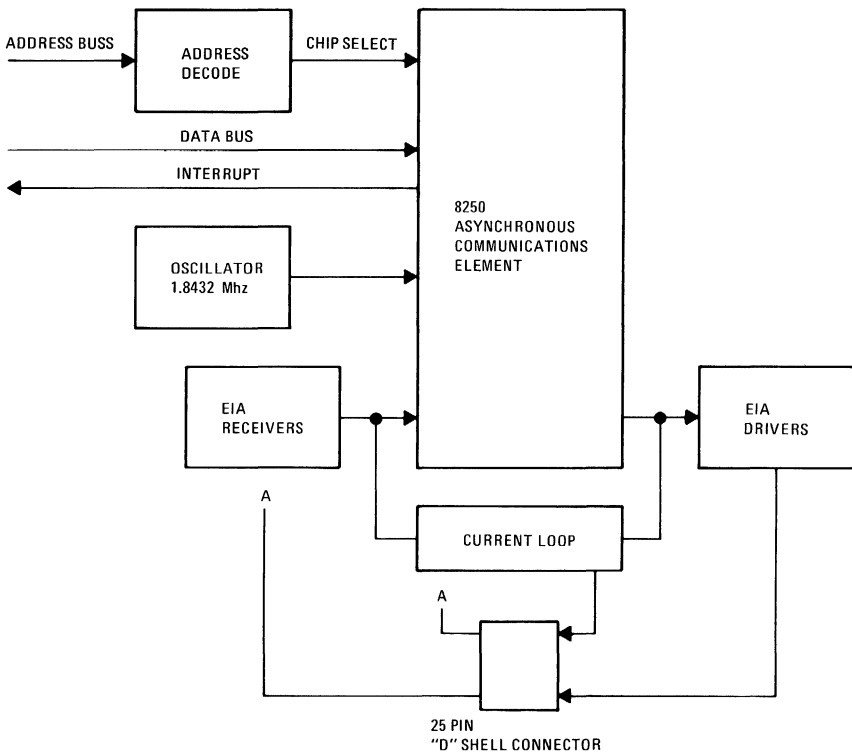 ADDRESS BUSS
ADDRESS
DECODE
CHIP SELECT
DATA BUS
INTERRUPT
8250
ASYNCHRONOUS
COMMUNICATIONS
ELEMENT
OSCILLATOR
1.8432 Mhz
EIA
RECEIVERS
EIA
DRIVERS
A
CURRENT LOOP
A
25 PIN
"D" SHELL CONNECTOR